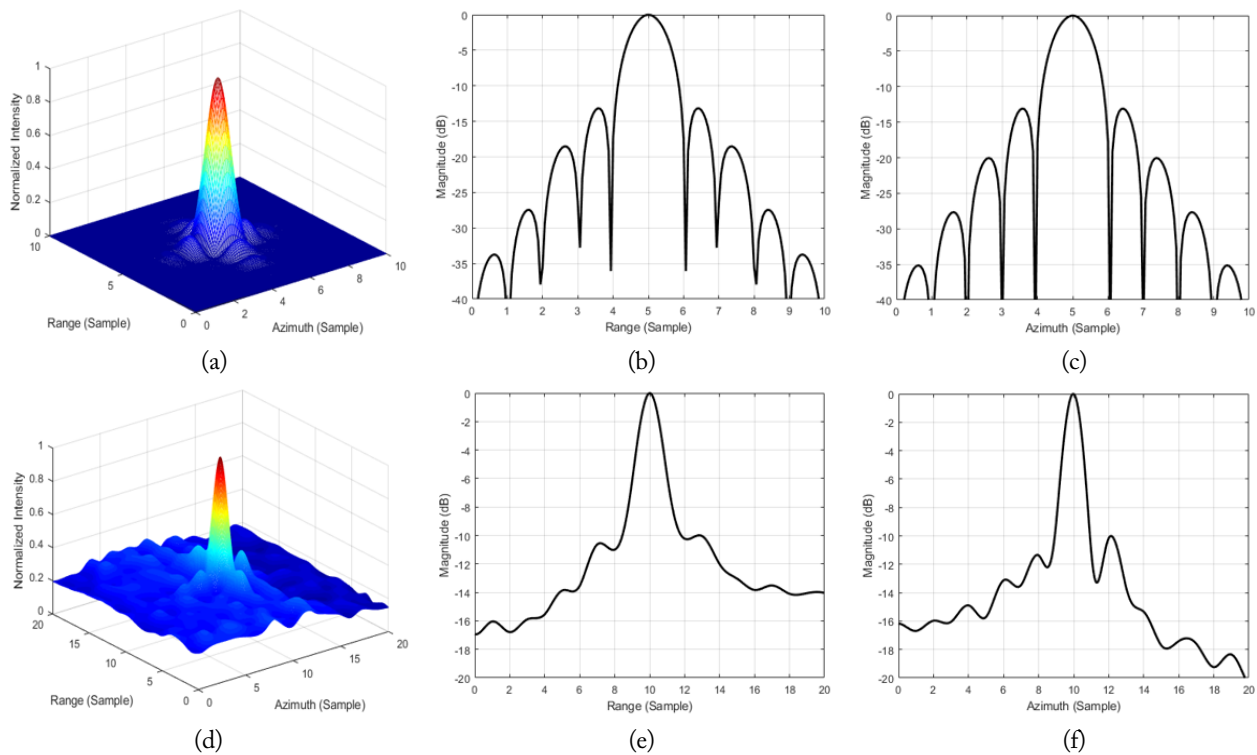 Normalized Intensity
1
0.8
0.6
0.4
0.2
0
10
5
0
0
2
4
6
8
10
Range (Sample)
Azimuth (Sample)
(a)
Magnitude (dB)
0
-5
-10
-15
-20
-25
-30
-35
-40
0 1 2 3 4 5 6 7 8 9 10
Range (Sample)
(b)
Magnitude (dB)
0
-5
-10
-15
-20
-25
-30
-35
-40
0 1 2 3 4 5 6 7 8 9 10
Azimuth (Sample)
(c)
Normalized Intensity
1
0.8
0.6
0.4
0.2
0
20
15
10
5
0
0
5
10
15
20
Range (Sample)
Azimuth (Sample)
(d)
Magnitude (dB)
0
-2
-4
-6
-8
-10
-12
-14
-16
-18
-20
0 2 4 6 8 10 12 14 16 18 20
Range (Sample)
(e)
Magnitude (dB)
0
-2
-4
-6
-8
-10
-12
-14
-16
-18
-20
0 2 4 6 8 10 12 14 16 18 20
Azimuth (Sample)
(f)